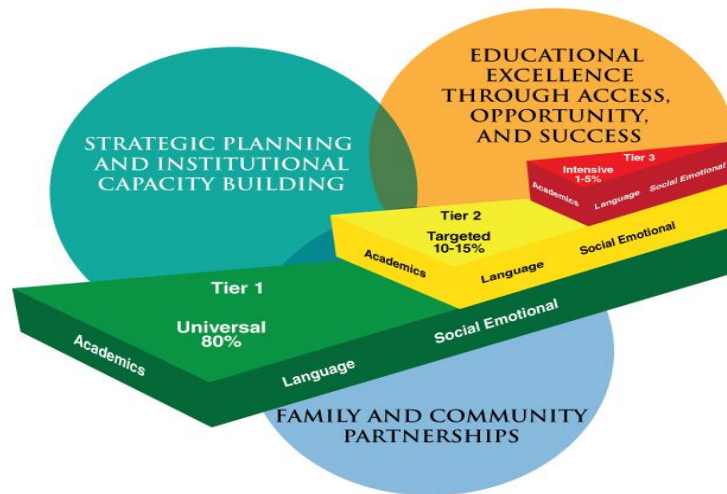 EDUCATIONAL
EXCELLENCE
THROUGH ACCESS,
OPPORTUNITY,
AND SUCCESS
STRATEGIC PLANNING
AND INSTITUTIONAL
CAPACITY BUILDING
Tier 3
Intensive
1-5%
Academics
Language
Social Emotional
Tier 2
Targeted
10-15%
Academics
Language
Social Emotional
Tier 1
Universal
80%
Academics
Language
Social Emotional
FAMILY AND COMMUNITY
PARTNERSHIPS